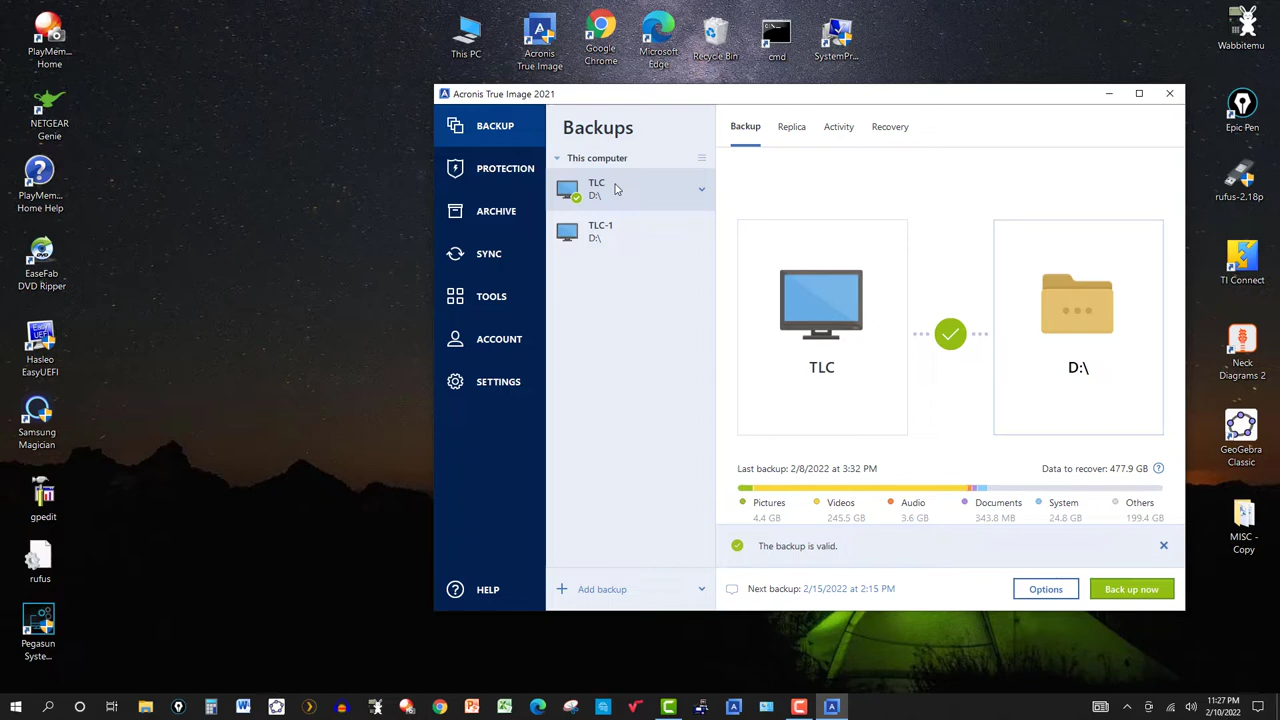 PlayMem...
Home
This PC
Acronis
True Image
Google
Chrome
Microsoft
Edge
Recycle Bin
cmd
SystemPr...
Wabbitemu
NETGEAR
Genie
PlayMem...
Home Help
EaseFab
DVD Ripper
Hasleo
EasyUEFI
Samsung
Magician
gpedit
rufus
Pegasun
Syste...
Acronis True Image 2021
BACKUP
PROTECTION
ARCHIVE
SYNC
TOOLS
ACCOUNT
SETTINGS
HELP
Backups
This computer
TLC
D:\
TLC-1
D:\
Add backup
Backup
Replica
Activity
Recovery
TLC
D:\
Last backup: 2/8/2022 at 3:32 PM
Data to recover: 477.9 GB
Pictures
4.4 GB
Videos
245.5 GB
Audio
3.6 GB
Documents
343.8 MB
System
24.8 GB
Others
199.4 GB
The backup is valid.
Next backup: 2/15/2022 at 2:15 PM
Options
Back up now
Epic Pen
rufus-2.18p
TI Connect
Neck
Diagrams 2
GeoGebra
Classic
MISC -
Copy
11:27 PM
2/10/2022